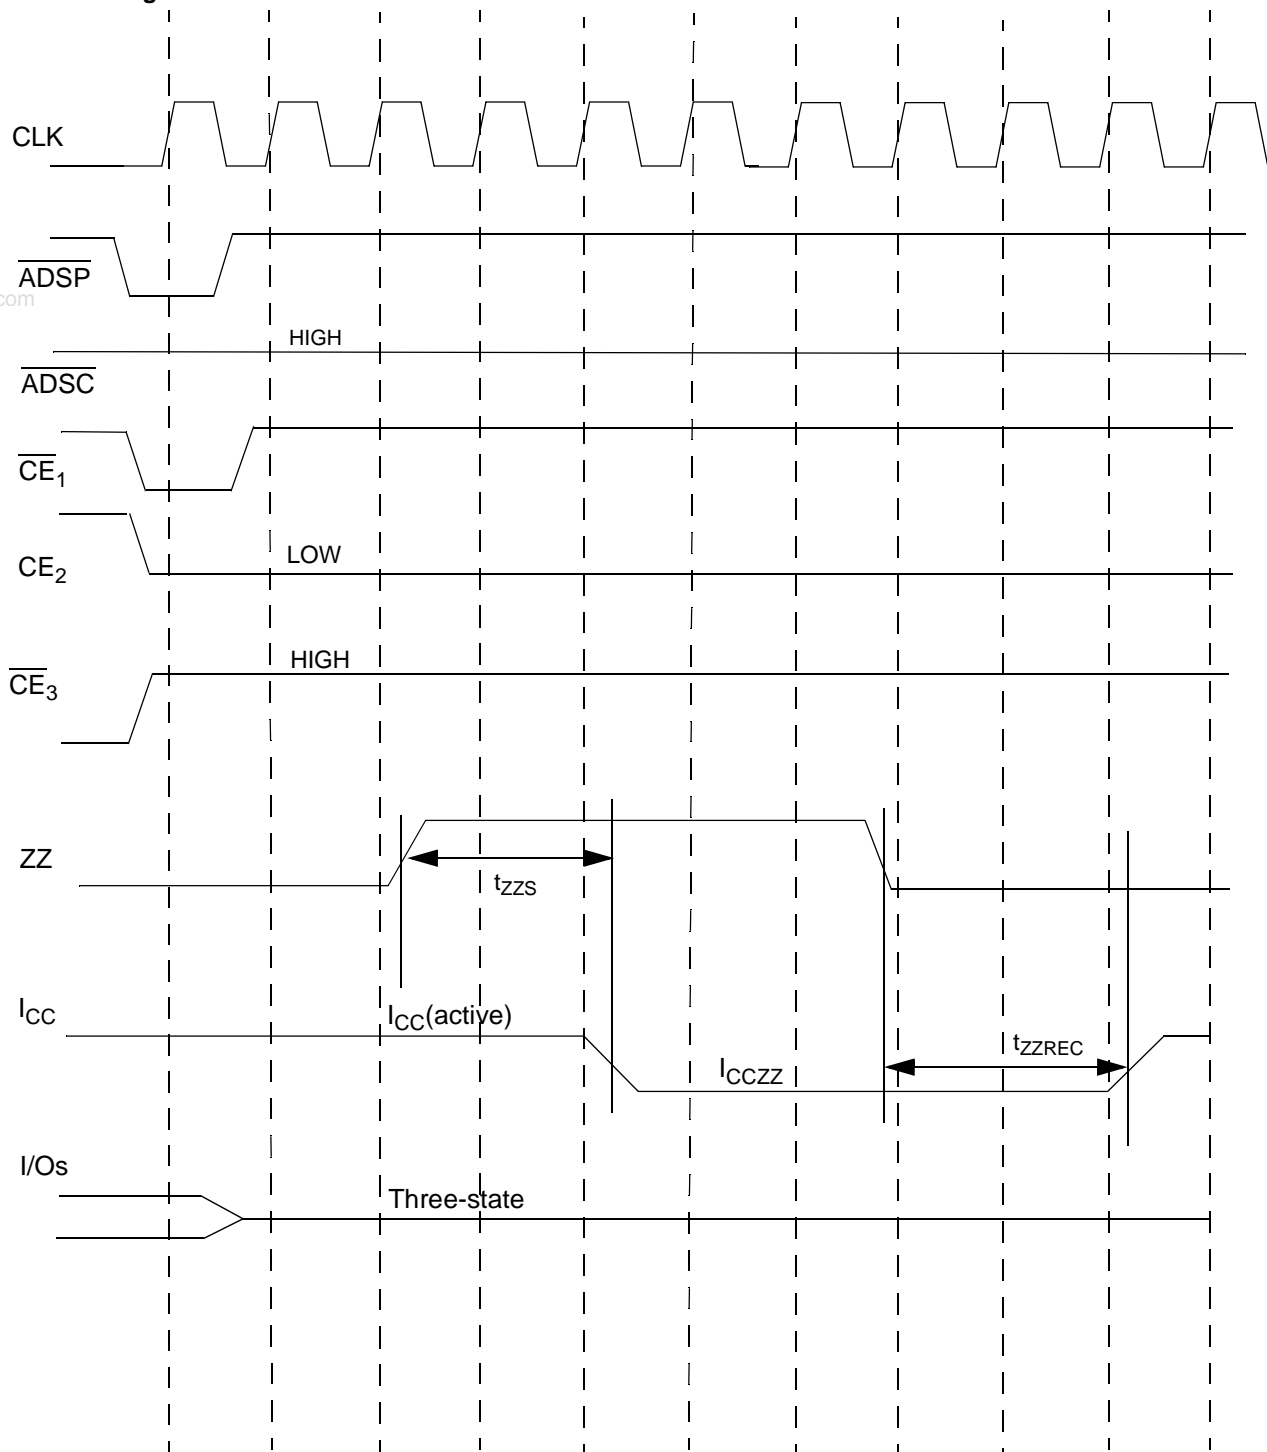 CLK
ADSP
com
HIGH
ADSC
CE1
LOW
CE2
HIGH
CE3
ZZ
tZZS
ICC
ICC(active)
tZZREC
ICCZZ
I/Os
Three-state